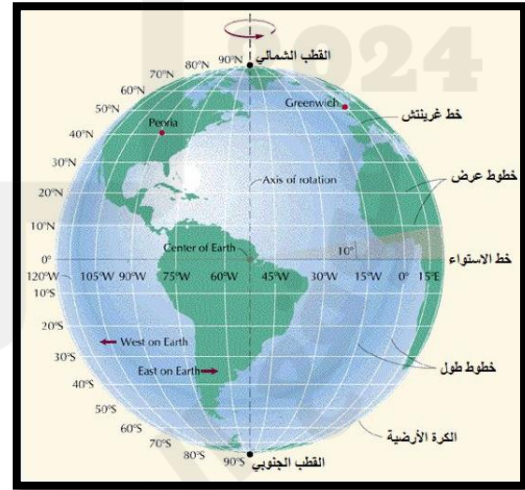 2024
القطب الشمالي
90°N
80°N
70°N
60°N
50°N
40°N
30°N
20°N
10°N
0°
Greenwich
خط غرينتش
Peoria
خطوط عرض
Axis of rotation
Center of Earth
10°
خط الاستواء
120°W 105°W 90°W 75°W 60°W 45°W 30°W 15°W 0° 15°E
10°S
20°S
West on Earth
30°S
East on Earth
خطوط طول
40°S
50°S
60°S
70°S
80°S
90°S
الكرة الأرضية
القطب الجنوبي